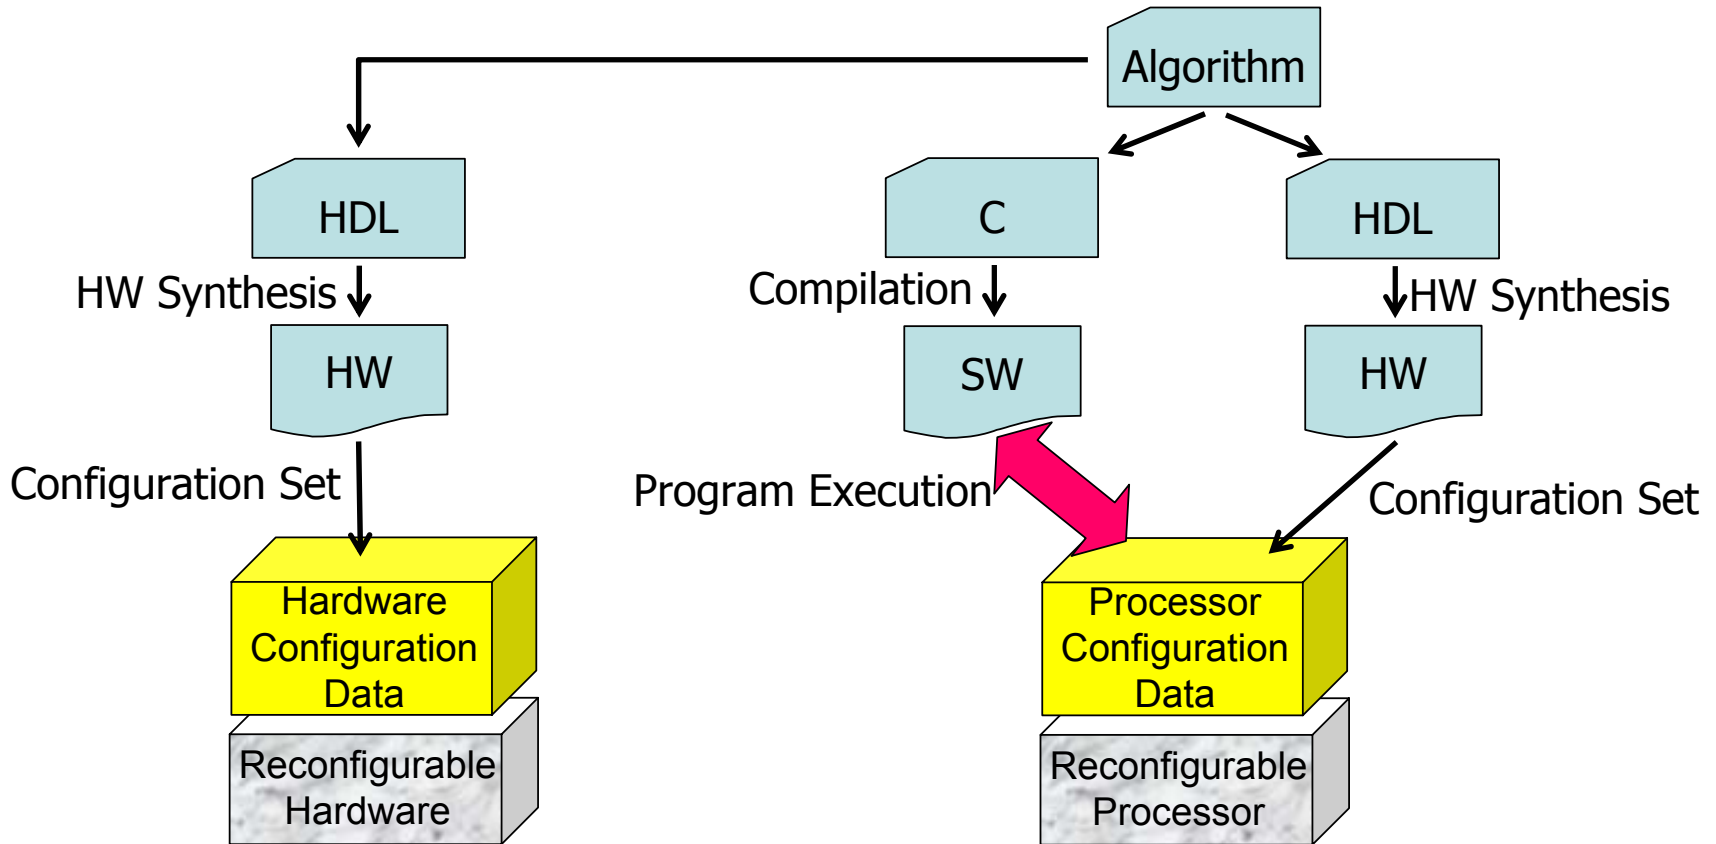 Algorithm
HDL
C
HDL
HW Synthesis
Compilation
HW Synthesis
HW
SW
HW
Configuration Set
Program Execution
Configuration Set
Hardware
Configuration
Data
Processor
Configuration
Data
Reconfigurable
Hardware
Reconfigurable
Processor